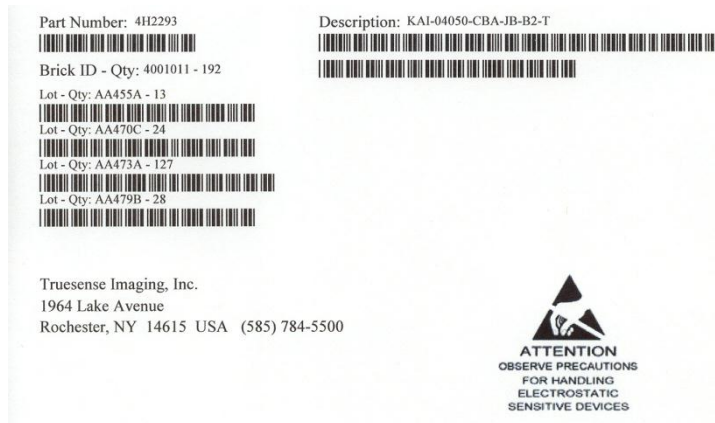 Part Number: 4H2293
Description: KAI-04050-CBA-JB-B2-T
Brick ID - Qty: 4001011 - 192
Lot - Qty: AA455A - 13
Lot - Qty: AA470C - 24
Lot - Qty: AA473A - 127
Lot - Qty: AA479B - 28
Truesense Imaging, Inc.
1964 Lake Avenue
Rochester, NY 14615 USA (585) 784-5500
ATTENTION
OBSERVE PRECAUTIONS
FOR HANDLING
ELECTROSTATIC
SENSITIVE DEVICES